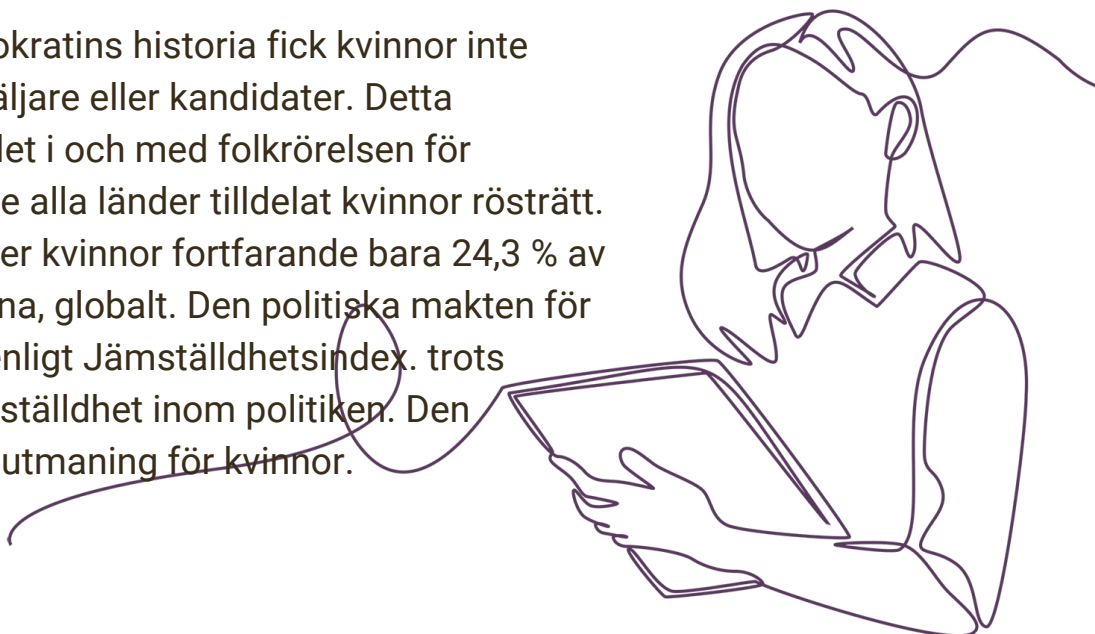 okratins historia fick kvinnor inte
äljare eller kandidater. Detta
let i och med folkrörelsen för
e alla länder tilldelat kvinnor rösträtt.
er kvinnor fortfarande bara 24,3 % av
na, globalt. Den politiska makten för
enligt Jämställdhetsindex. trots
ställdhet inom politiken. Den
utmaning för kvinnor.